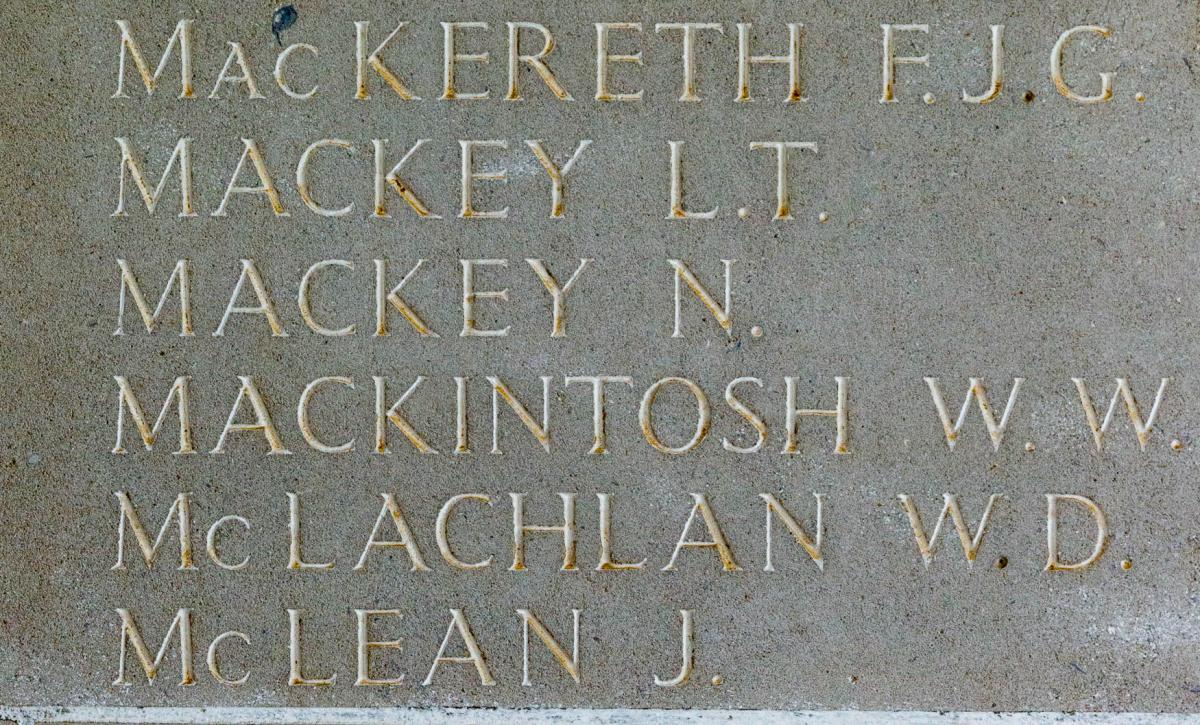 MacKERETH F.J.G.
MACKEY L.T.
MACKEY N.
MACKINTOSH W.W.
McLACHLAN W.D.
McLEAN J.